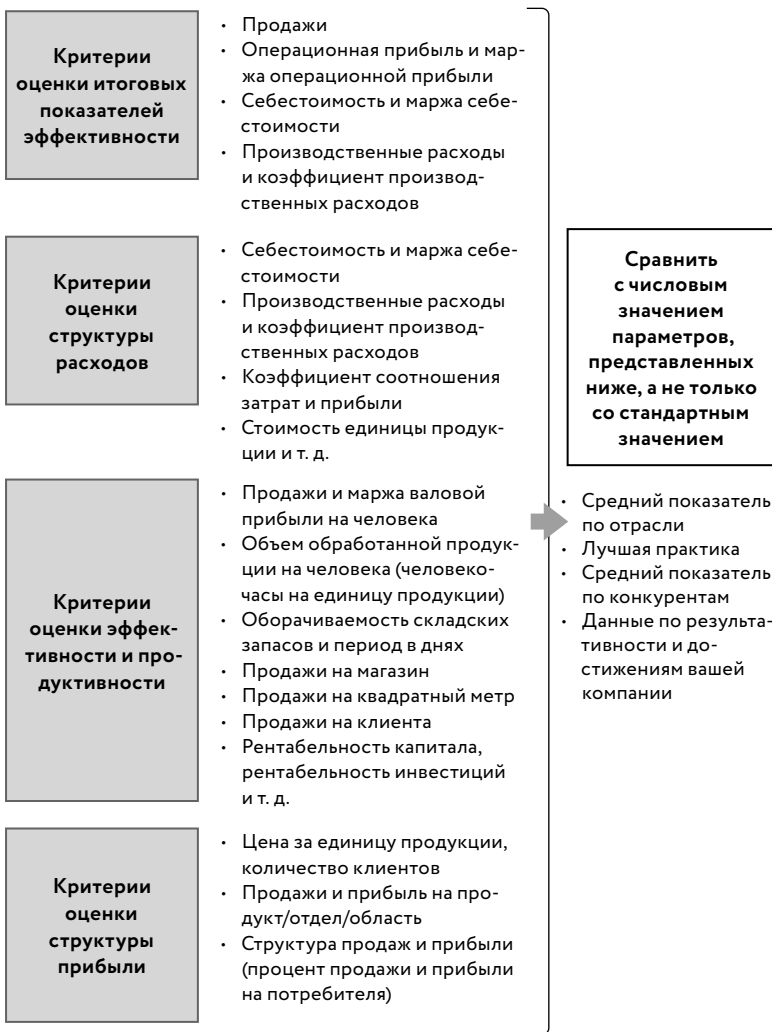 Критерии
оценки итоговых
показателей
эффективности
• Продажи
• Операционная прибыль и мар-
жа операционной прибыли
• Себестоимость и маржа себе-
стоимости
• Производственные расходы
и коэффициент производ-
ственных расходов
Критерии
оценки
структуры
расходов
• Себестоимость и маржа себе-
стоимости
• Производственные расходы
и коэффициент производ-
ственных расходов
• Коэффициент соотношения
затрат и прибыли
• Стоимость единицы продук-
ции и т. д.
Критерии
оценки эффек-
тивности и про-
дуктивности
• Продажи и маржа валовой
прибыли на человека
• Объем обработанной продук-
ции на человека (человеко-
часы на единицу продукции)
• Оборачиваемость складских
запасов и период в днях
• Продажи на магазин
• Продажи на квадратный метр
• Продажи на клиента
• Рентабельность капитала,
рентабельность инвестиций
и т. д.
Критерии
оценки
структуры
прибыли
• Цена за единицу продукции,
количество клиентов
• Продажи и прибыль на про-
дукт/отдел/область
• Структура продаж и прибыли
(процент продажи и прибыли
на потребителя)
Сравнить
с числовым
значением
параметров,
представленных
ниже, а не только
со стандартным
значением
• Средний показатель
по отрасли
• Лучшая практика
• Средний показатель
по конкурентам
• Данные по результа-
тивности и до-
стижениям вашей
компании